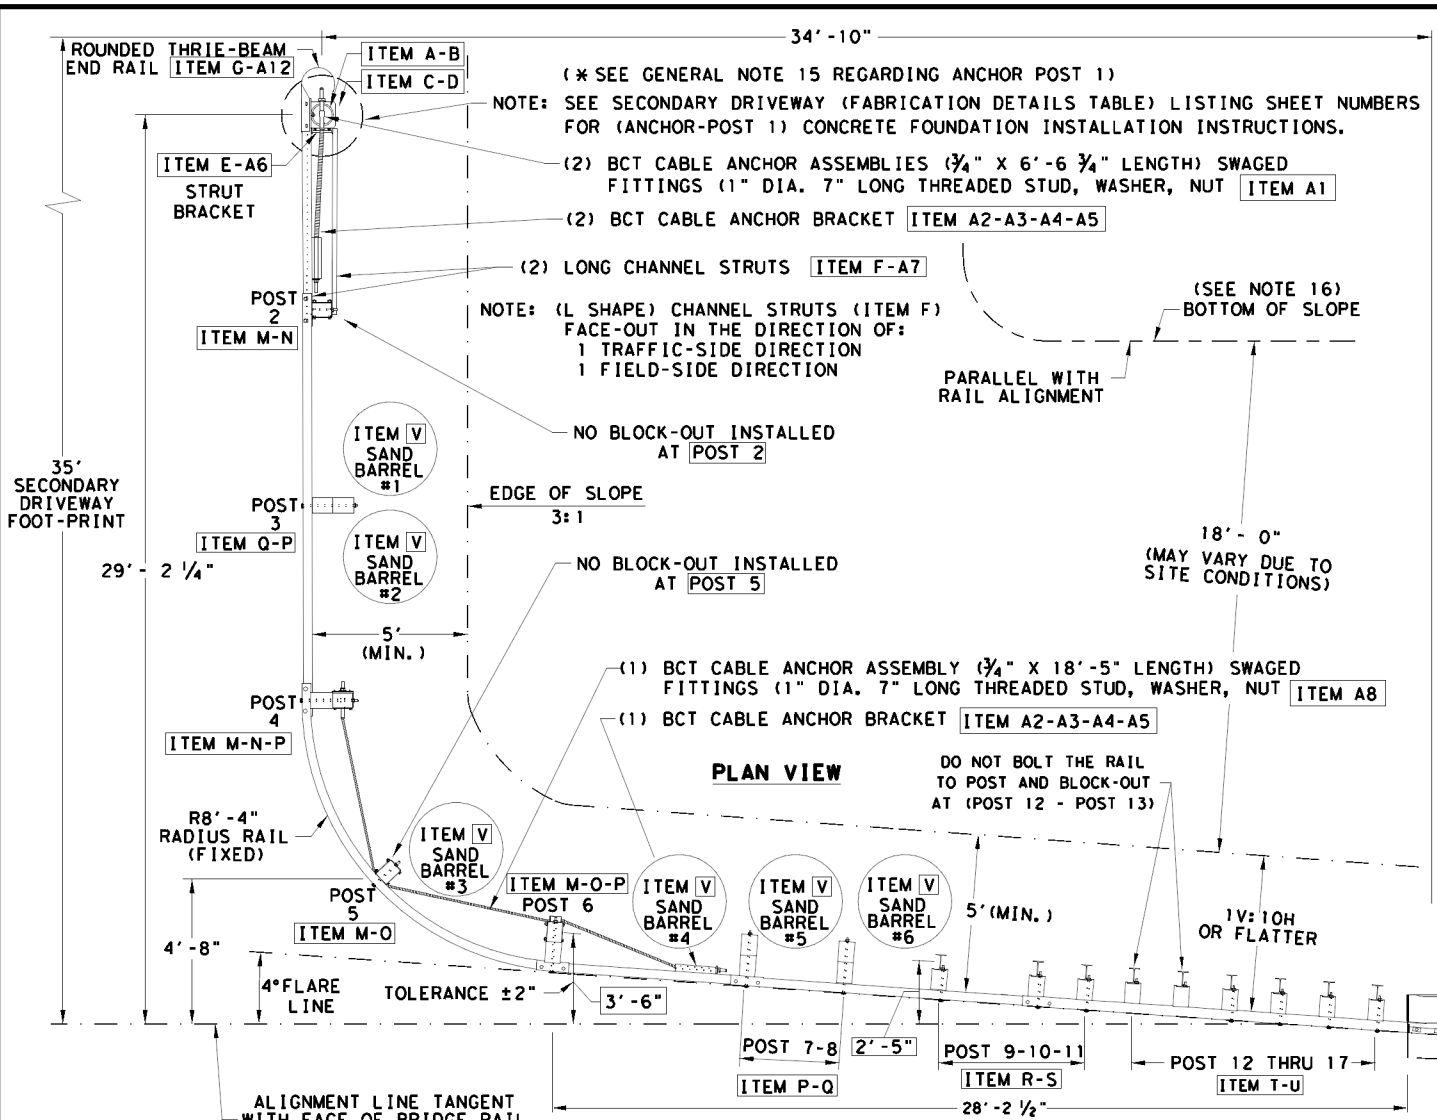 34'-10"
ROUNDED THRIE-BEAM
END RAIL ITEM G-A12
ITEM A-B
ITEM C-D
(* SEE GENERAL NOTE 15 REGARDING ANCHOR POST 1)
NOTE: SEE SECONDARY DRIVEWAY (FABRICATION DETAILS TABLE) LISTING SHEET NUMBERS
FOR (ANCHOR-POST 1) CONCRETE FOUNDATION INSTALLATION INSTRUCTIONS.
ITEM E-A6
STRUT
BRACKET
(2) BCT CABLE ANCHOR ASSEMBLIES (3/4" X 6'-6 3/4" LENGTH) SWAGED
FITTINGS (1" DIA. 7" LONG THREADED STUD, WASHER, NUT ITEM A1
(2) BCT CABLE ANCHOR BRACKET ITEM A2-A3-A4-A5
(2) LONG CHANNEL STRUTS ITEM F-A7
POST
2
ITEM M-N
NOTE: (L SHAPE) CHANNEL STRUTS (ITEM F)
FACE-OUT IN THE DIRECTION OF:
1 TRAFFIC-SIDE DIRECTION
1 FIELD-SIDE DIRECTION
(SEE NOTE 16)
BOTTOM OF SLOPE
PARALLEL WITH
RAIL ALIGNMENT
ITEM V
SAND
BARREL
#1
NO BLOCK-OUT INSTALLED
AT POST 2
35'
SECONDARY
DRIVEWAY
FOOT-PRINT
POST
3
ITEM Q-P
EDGE OF SLOPE
3:1
ITEM V
SAND
BARREL
#2
29'- 2 1/4"
NO BLOCK-OUT INSTALLED
AT POST 5
18'- 0"
(MAY VARY DUE TO
SITE CONDITIONS)
5'
(MIN.)
(1) BCT CABLE ANCHOR ASSEMBLY (3/4" X 18'-5" LENGTH) SWAGED
FITTINGS (1" DIA. 7" LONG THREADED STUD, WASHER, NUT ITEM A8
(1) BCT CABLE ANCHOR BRACKET ITEM A2-A3-A4-A5
POST
4
ITEM M-N-P
PLAN VIEW
DO NOT BOLT THE RAIL
TO POST AND BLOCK-OUT
AT (POST 12 - POST 13)
R8'-4"
RADIUS RAIL
(FIXED)
ITEM V
SAND
BARREL
#3
POST
5
ITEM M-O
ITEM M-O-P
POST 6
ITEM V
SAND
BARREL
#4
ITEM V
SAND
BARREL
#5
ITEM V
SAND
BARREL
#6
5'(MIN.)
1V:10H
OR FLATTER
4'-8"
4°FLARE
LINE
TOLERANCE ±2"
3'-6"
2'-5"
POST 7-8
ITEM P-Q
POST 9-10-11
ITEM R-S
POST 12 THRU 17
ITEM T-U
28'-2 1/2"
ALIGNMENT LINE TANGENT
WITH FACE OF BRIDGE RAIL